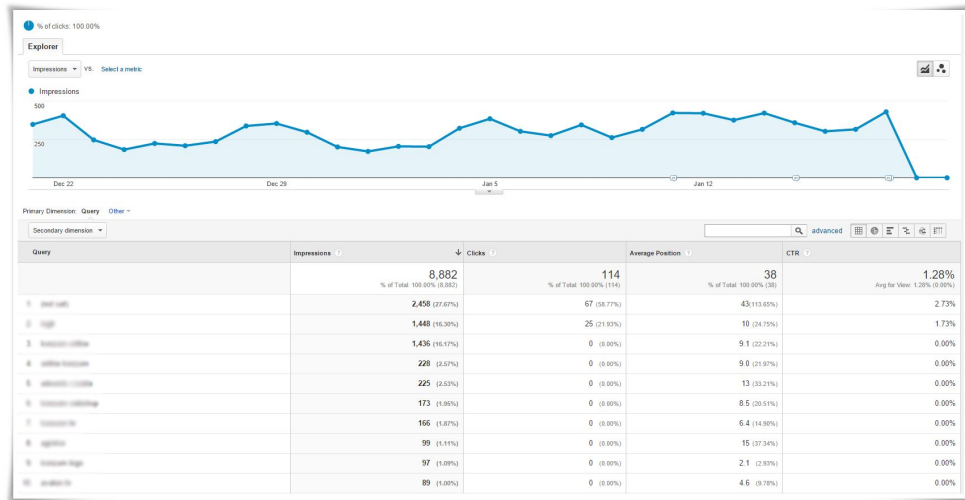 % of clicks: 100.00%
Explorer
Impressions VS. Select a metric
Impressions
500
250
Dec 22 Dec 29 Jan 5 Jan 12
Primary Dimension: Query Other
Secondary dimension advanced
Query Impressions ? Clicks ? Average Position ? CTR ?
8,882 114 38 1.28%
% of Total: 100.00% (8,882) % of Total: 100.00% (114) % of Total: 100.00% (38) Avg for View: 1.28% (0.00%)
1. 2,458 (27.67%) 67 (58.77%) 43(113.65%) 2.73%
2. 1,448 (16.30%) 25 (21.93%) 10 (24.75%) 1.73%
3. 1,436 (16.17%) 0 (0.00%) 9.1 (22.21%) 0.00%
4. 228 (2.57%) 0 (0.00%) 9.0 (21.97%) 0.00%
5. 225 (2.53%) 0 (0.00%) 13 (33.21%) 0.00%
6. 173 (1.95%) 0 (0.00%) 8.5 (20.51%) 0.00%
7. 166 (1.87%) 0 (0.00%) 6.4 (14.90%) 0.00%
8. 99 (1.11%) 0 (0.00%) 15 (37.34%) 0.00%
9. 97 (1.09%) 0 (0.00%) 2.1 (2.93%) 0.00%
10. 89 (1.00%) 0 (0.00%) 4.6 (9.78%) 0.00%